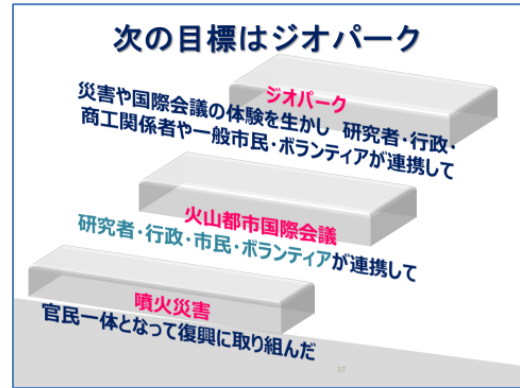 次の目標はジオパーク
ジオパーク
災害や国際会議の体験を生かし 研究者・行政・
商工関係者や一般市民・ボランティアが連携して
火山都市国際会議
研究者・行政・市民・ボランティアが連携して
噴火災害
官民一体となって復興に取り組んだ
37